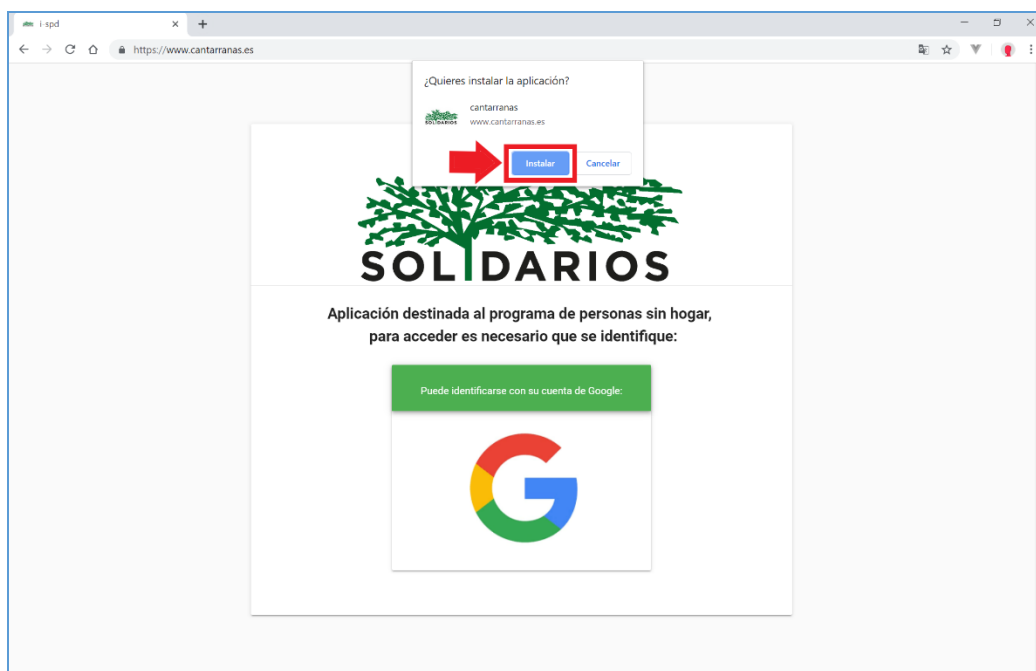 i-spd
https://www.cantarranas.es
¿Quieres instalar la aplicación?
cantarranas
SOLIDARIOS
www.cantarranas.es
Instalar
Cancelar
SOLIDARIOS
Aplicación destinada al programa de personas sin hogar,
para acceder es necesario que se identifique:
Puede identificarse con su cuenta de Google:
G